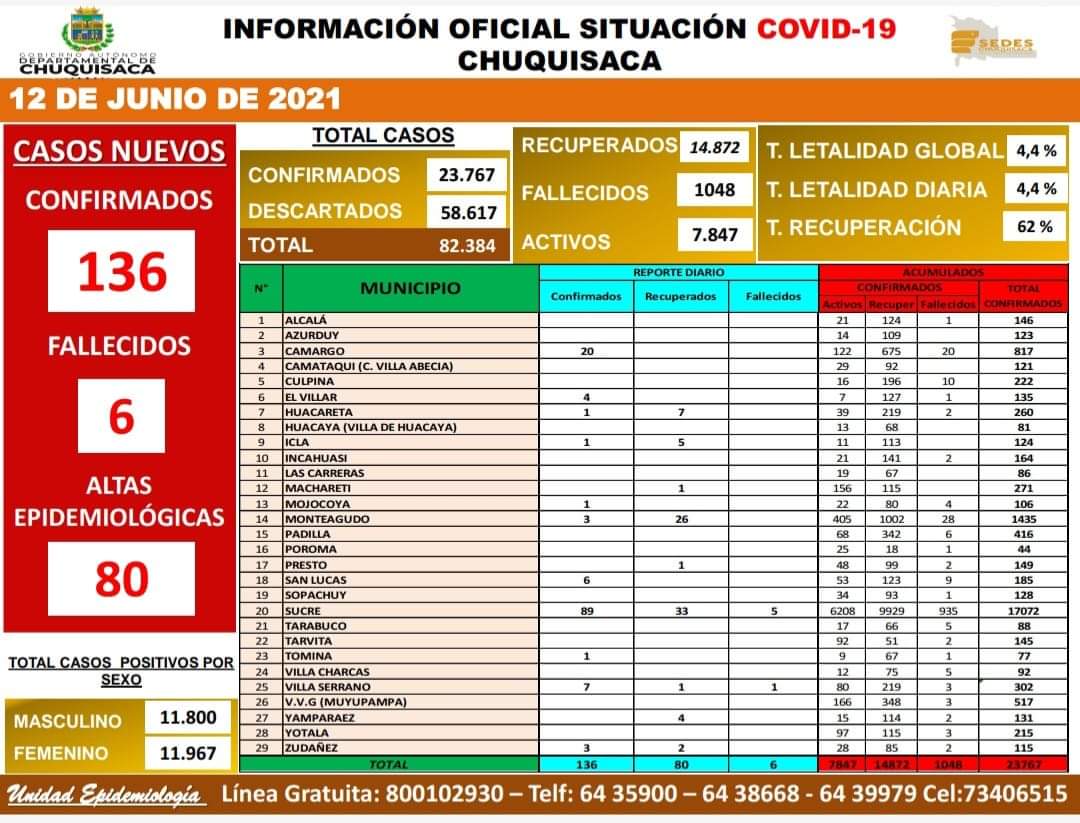 INFORMACIÓN OFICIAL SITUACIÓN COVID-19
CHUQUISACA
GOBIERNO AUTÓNOMO
DEPARTAMENTAL DE
CHUQUISACA
SEDES
CHUQUISACA
12 DE JUNIO DE 2021
CASOS NUEVOS
CONFIRMADOS
136
FALLECIDOS
6
ALTAS
EPIDEMIOLÓGICAS
80
TOTAL CASOS POSITIVOS POR
SEXO
MASCULINO 11.800
FEMENINO 11.967
TOTAL CASOS
CONFIRMADOS 23.767
DESCARTADOS 58.617
TOTAL 82.384
RECUPERADOS 14.872
FALLECIDOS 1048
ACTIVOS 7.847
T. LETALIDAD GLOBAL 4,4 %
T. LETALIDAD DIARIA 4,4 %
T. RECUPERACIÓN 62 %
N° MUNICIPIO REPORTE DIARIO ACUMULADOS
Confirmados Recuperados Fallecidos CONFIRMADOS TOTAL
Activos Recuper Fallecidos CONFIRMADOS
1 ALCALÁ 21 124 1 146
2 AZURDUY 14 109 123
3 CAMARGO 20 122 675 20 817
4 CAMATAQUI (C. VILLA ABECIA) 29 92 121
5 CULPINA 16 196 10 222
6 EL VILLAR 4 7 127 1 135
7 HUACARETA 1 7 39 219 2 260
8 HUACAYA (VILLA DE HUACAYA) 13 68 81
9 ICLA 1 5 11 113 124
10 INCAHUASI 21 141 2 164
11 LAS CARRERAS 19 67 86
12 MACHARETI 1 156 115 271
13 MOJOCOYA 1 22 80 4 106
14 MONTEAGUDO 3 26 405 1002 28 1435
15 PADILLA 68 342 6 416
16 POROMA 25 18 1 44
17 PRESTO 1 48 99 2 149
18 SAN LUCAS 6 53 123 9 185
19 SOPACHUY 34 93 1 128
20 SUCRE 89 33 5 6208 9929 935 17072
21 TARABUCO 17 66 5 88
22 TARVITA 92 51 2 145
23 TOMINA 1 9 67 1 77
24 VILLA CHARCAS 12 75 5 92
25 VILLA SERRANO 7 1 1 80 219 3 302
26 V.V.G (MUYUPAMPA) 166 348 3 517
27 YAMPARAEZ 4 15 114 2 131
28 YOTALA 97 115 3 215
29 ZUDAÑEZ 3 2 28 85 2 115
TOTAL 136 80 6 7847 14872 1048 23767
Unidad Epidemiología Línea Gratuita: 800102930 – Telf: 64 35900 – 64 38668 - 64 39979 Cel:73406515